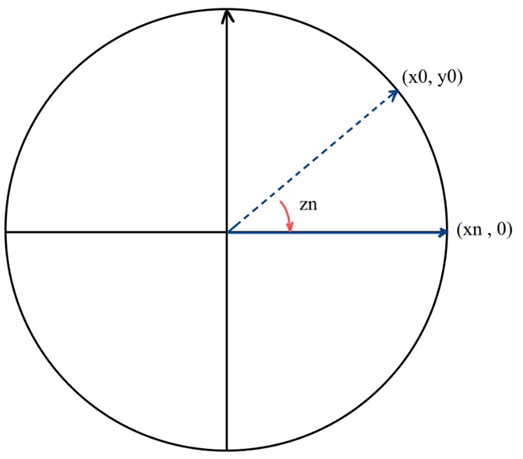 (x0, y0)
zn
(xn , 0)